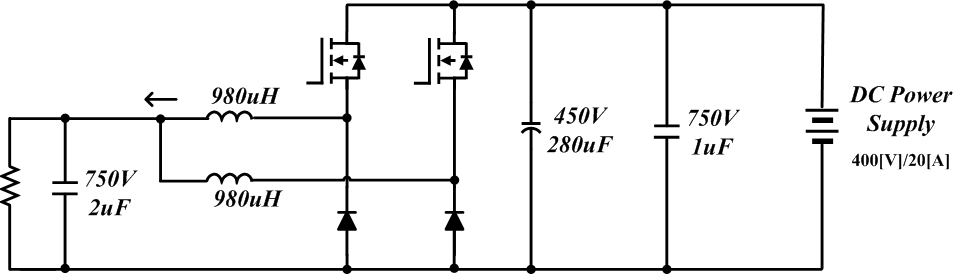 980uH
980uH
750V
2uF
450V
280uF
750V
1uF
DC Power
Supply
400[V]/20[A]